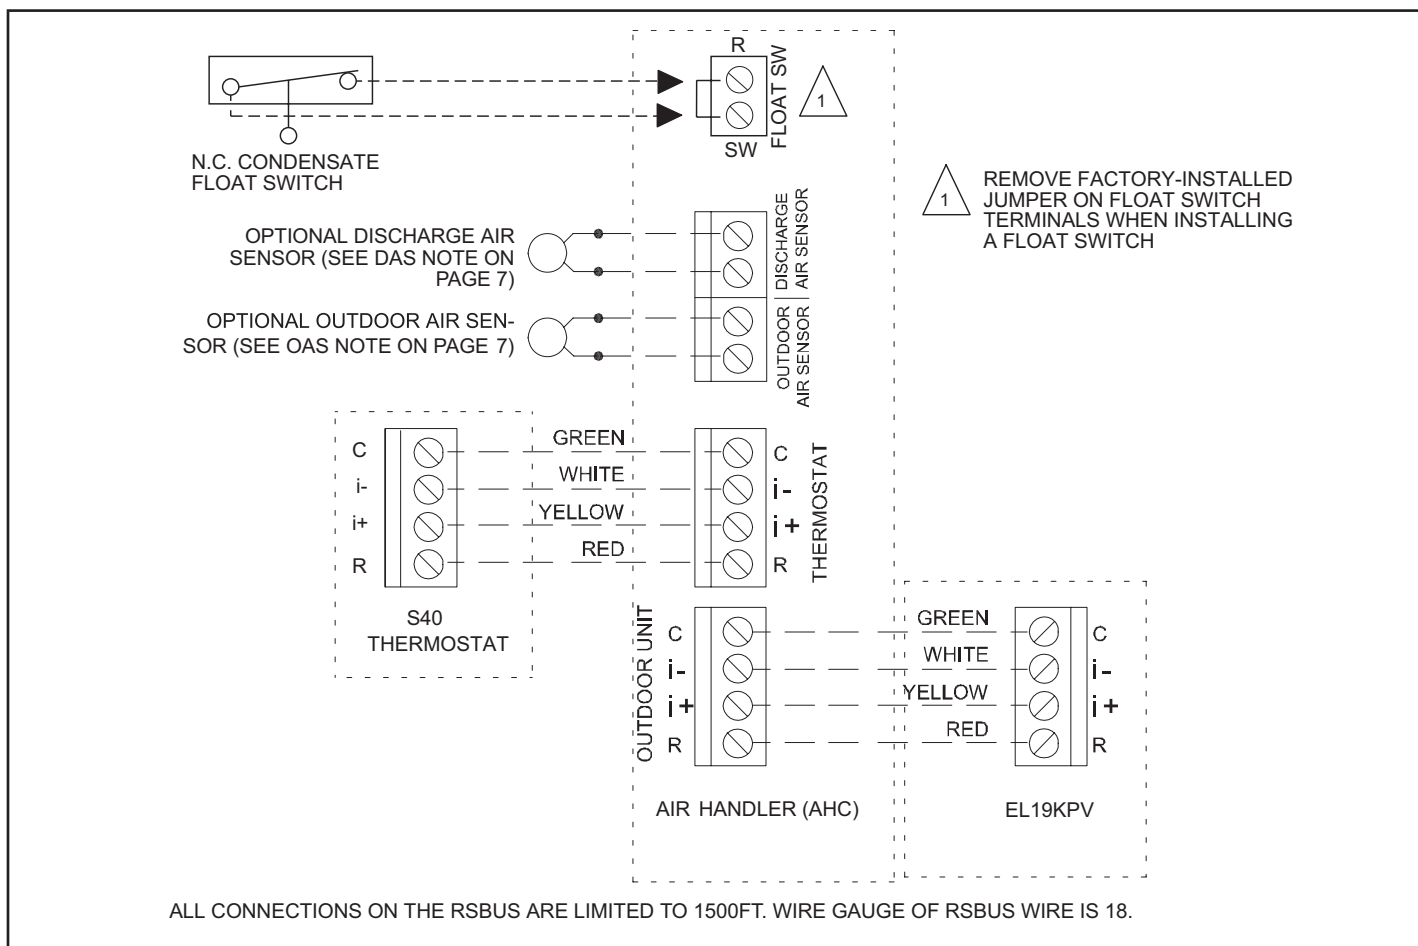 R
FLOAT SW
1
SW
N.C. CONDENSATE
FLOAT SWITCH
1
REMOVE FACTORY-INSTALLED
JUMPER ON FLOAT SWITCH
TERMINALS WHEN INSTALLING
A FLOAT SWITCH
OPTIONAL DISCHARGE AIR
SENSOR (SEE DAS NOTE ON
PAGE 7)
DISCHARGE
AIR SENSOR
OPTIONAL OUTDOOR AIR SEN-
SOR (SEE OAS NOTE ON PAGE 7)
OUTDOOR
AIR SENSOR
C
GREEN
C
i-
WHITE
i-
i+
YELLOW
i+
R
RED
R
THERMOSTAT
S40
THERMOSTAT
OUTDOOR UNIT
C
GREEN
C
i-
WHITE
i-
i+
YELLOW
i+
R
RED
R
AIR HANDLER (AHC)
EL19KPV
ALL CONNECTIONS ON THE RSBUS ARE LIMITED TO 1500FT. WIRE GAUGE OF RSBUS WIRE IS 18.